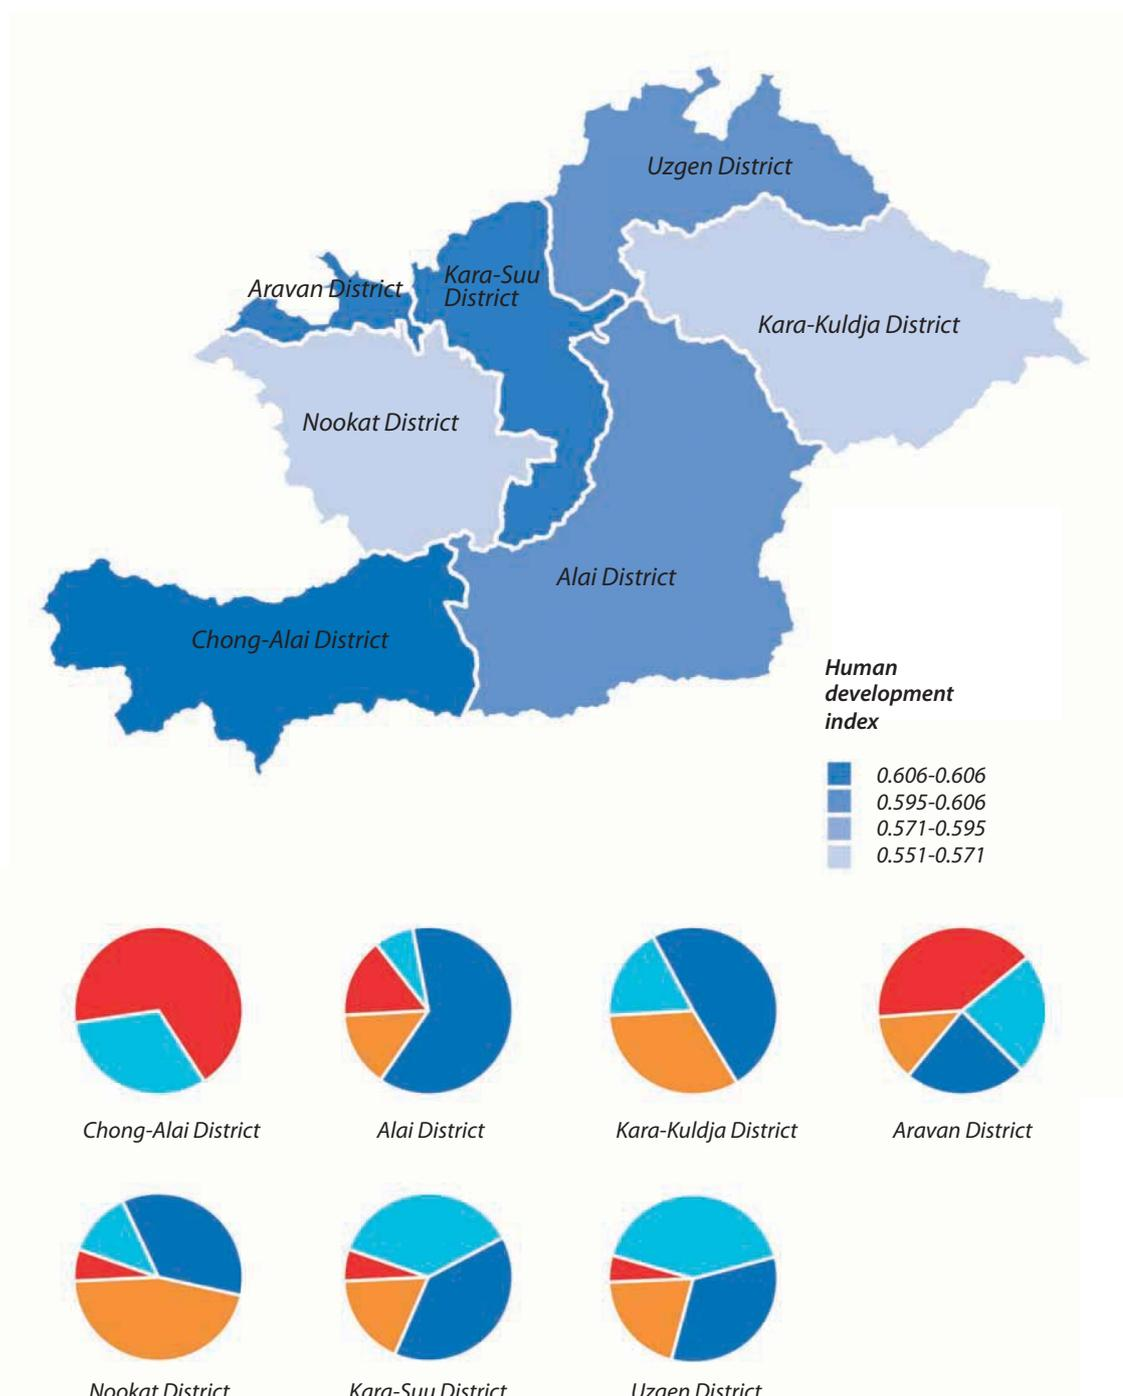 Uzgen District
Kara-Suu
District
Aravan District
Kara-Kuldja District
Nookat District
Alai District
Chong-Alai District
Human
development
index
0.606-0.606
0.595-0.606
0.571-0.595
0.551-0.571
Chong-Alai District
Alai District
Kara-Kuldja District
Aravan District
Nookat District
Kara-Suu District
Uzgen District